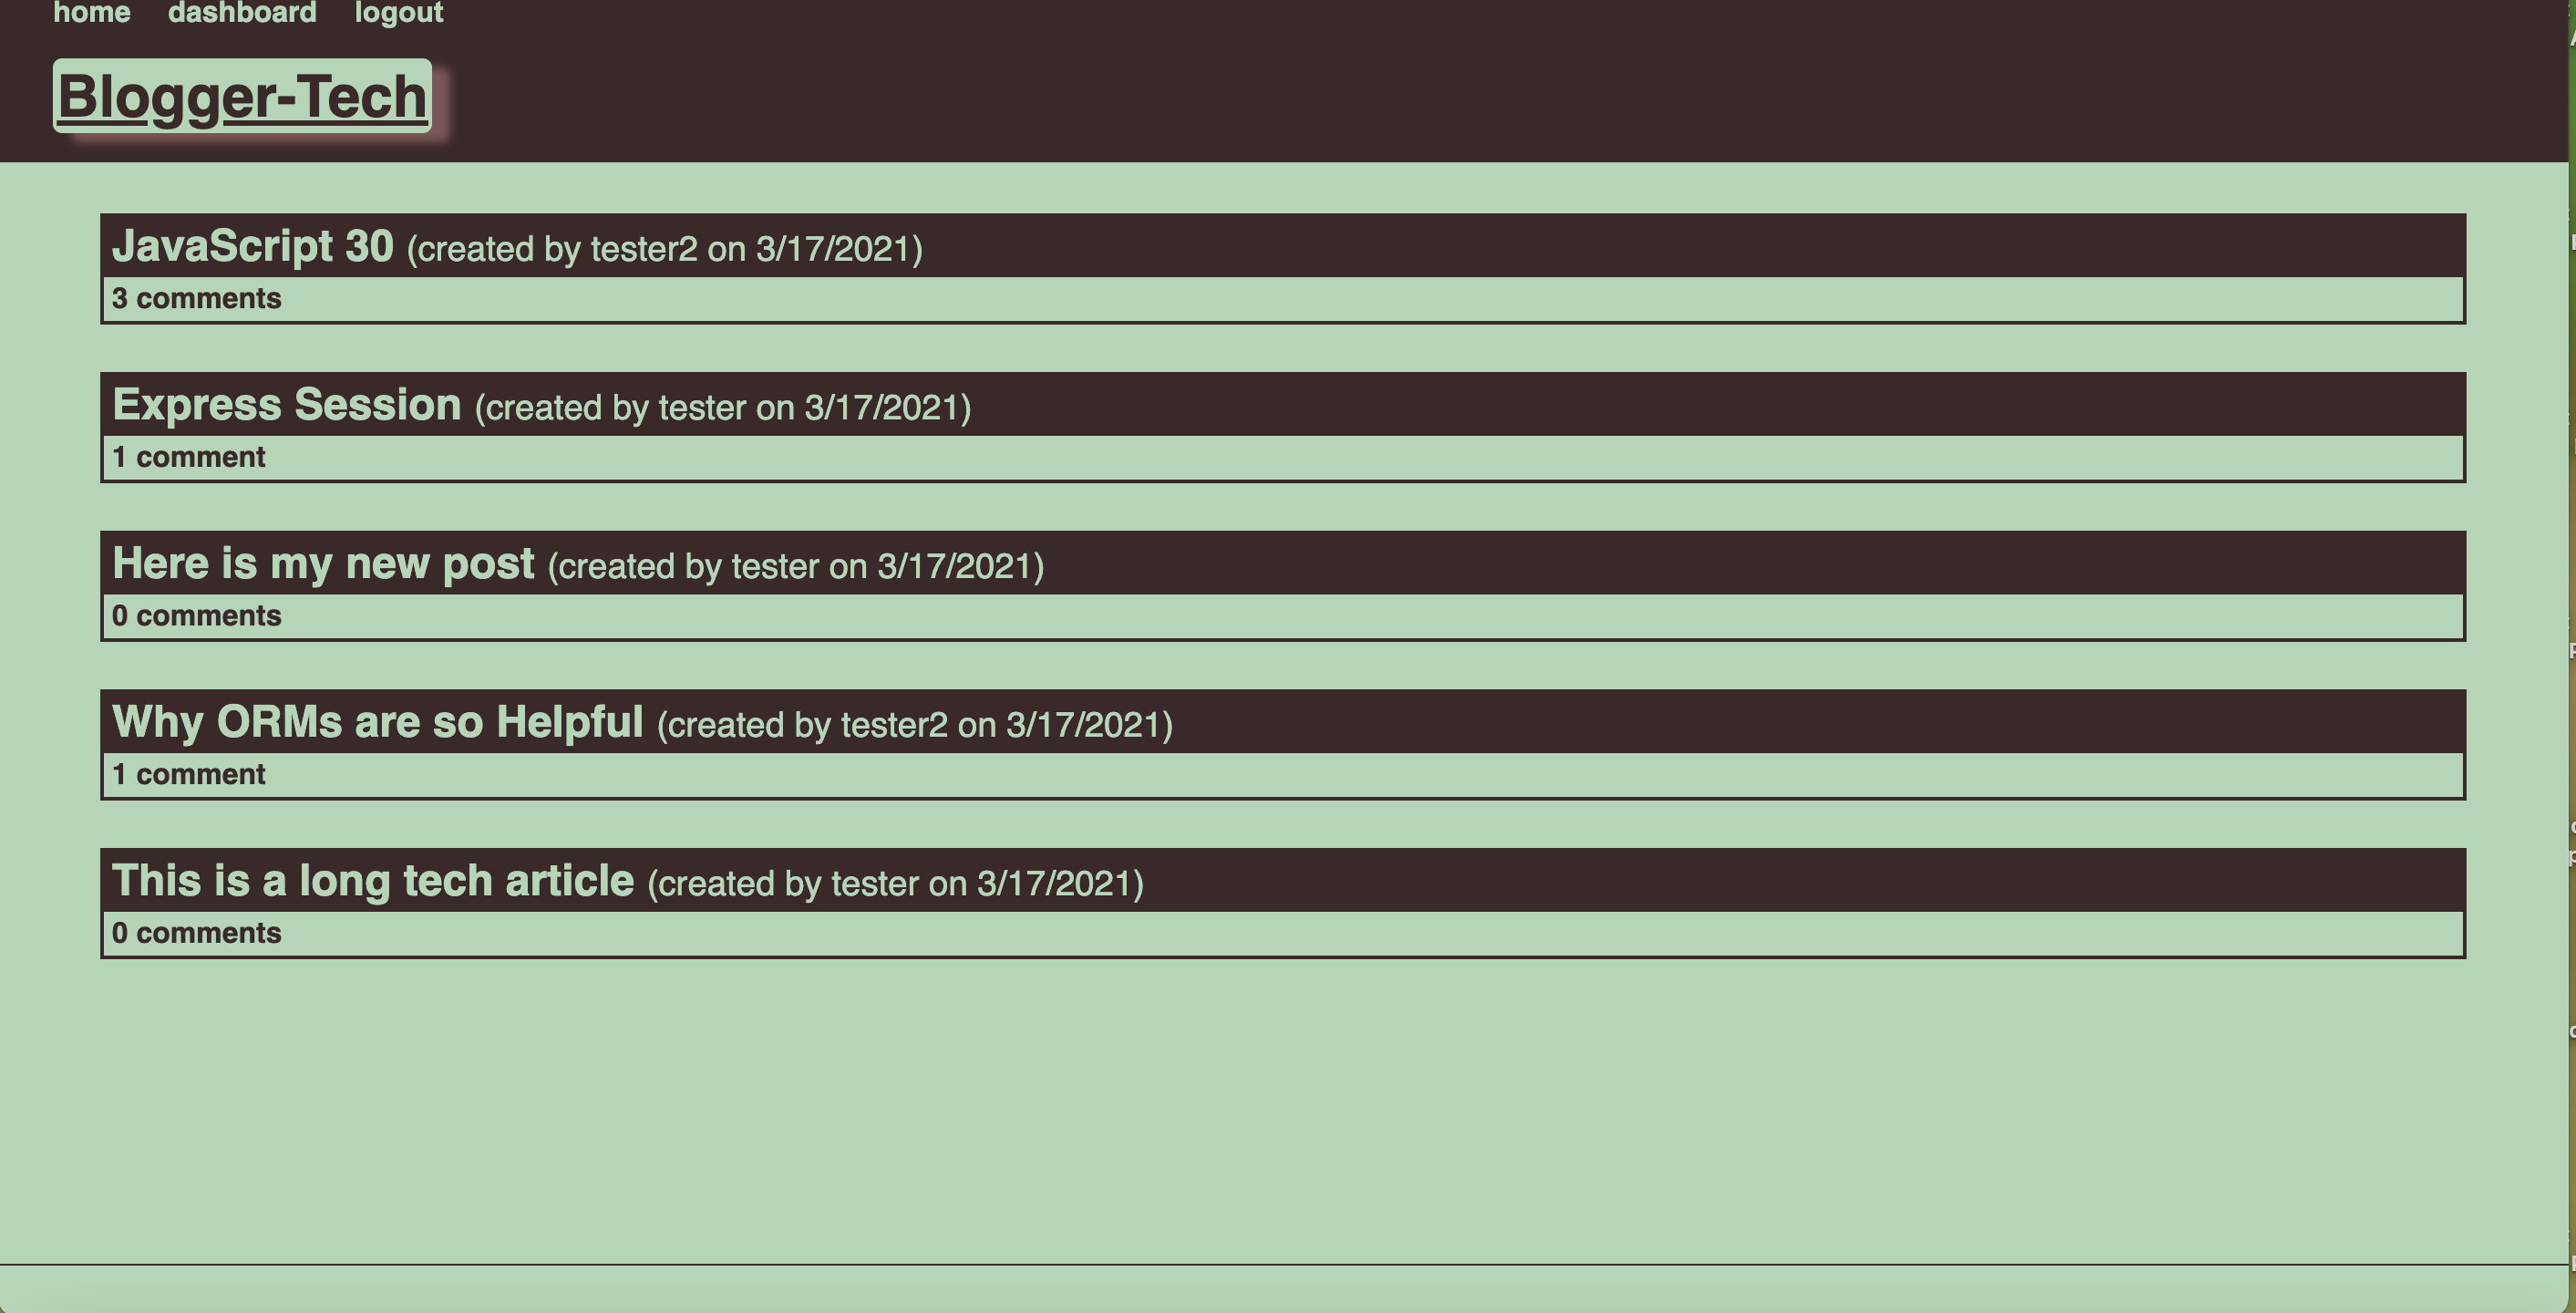 home dashboard logout
Blogger-Tech
JavaScript 30 (created by tester2 on 3/17/2021)
3 comments
Express Session (created by tester on 3/17/2021)
1 comment
Here is my new post (created by tester on 3/17/2021)
0 comments
Why ORMs are so Helpful (created by tester2 on 3/17/2021)
1 comment
This is a long tech article (created by tester on 3/17/2021)
0 comments